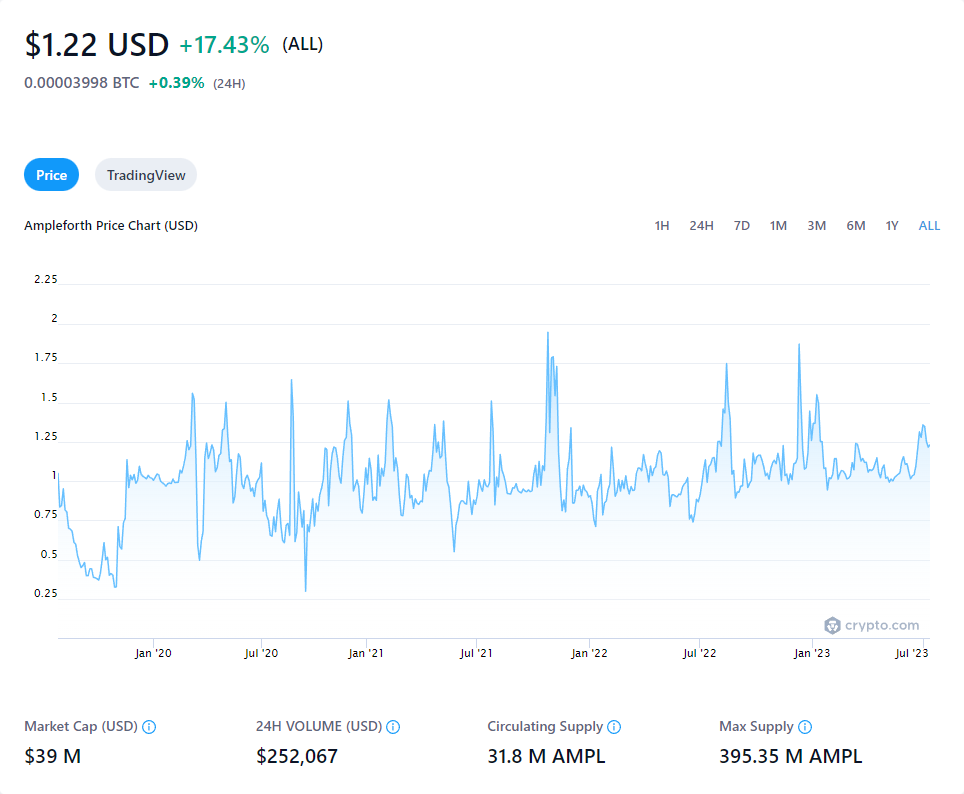 $1.22 USD +17.43% (ALL)
0.00003998 BTC +0.39% (24H)
Price TradingView
Ampleforth Price Chart (USD) 1H 24H 7D 1M 3M 6M 1Y ALL
2.25
2
1.75
1.5
1.25
1
0.75
0.5
0.25
crypto.com
Jan '20 Jul '20 Jan '21 Jul '21 Jan '22 Jul '22 Jan '23 Jul '23
Market Cap (USD) 24H VOLUME (USD) Circulating Supply Max Supply
$39 M $252,067 31.8 M AMPL 395.35 M AMPL